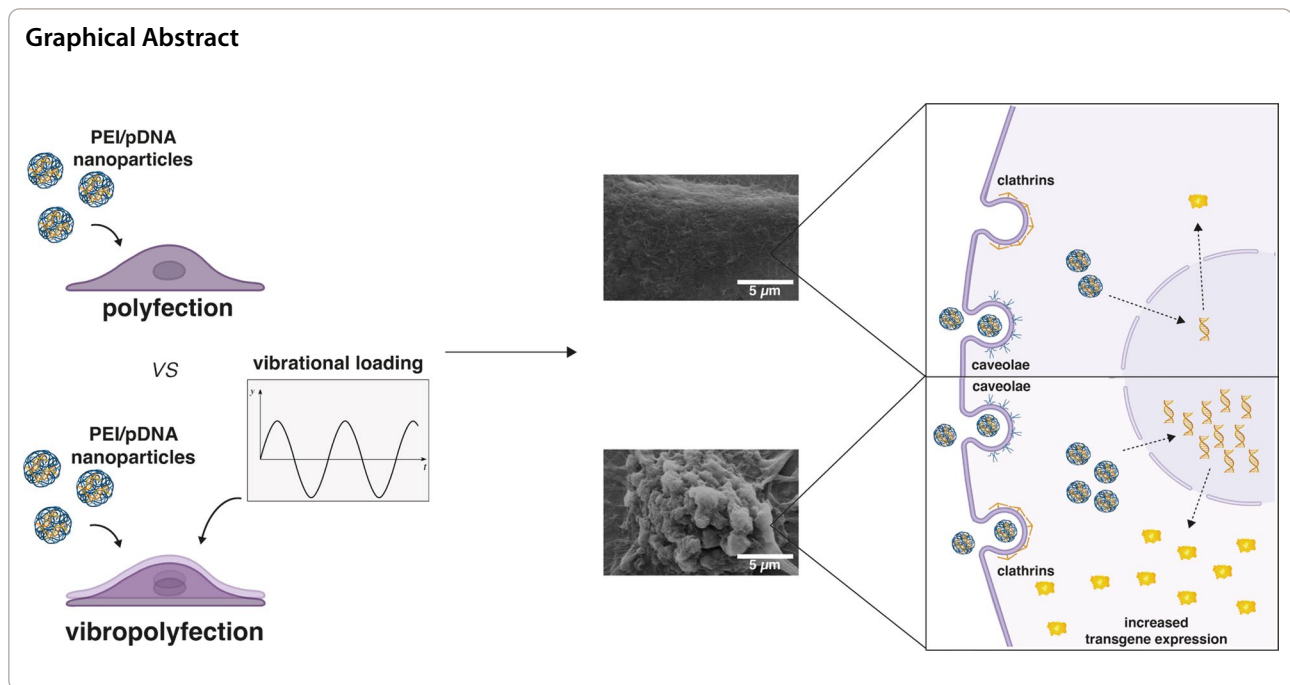 Graphical Abstract
PEI/pDNA
nanoparticles
polyfection
VS
vibrational loading
y
t
PEI/pDNA
nanoparticles
vibropolyfection
5 µm
5 µm
clathrins
caveolae
caveolae
clathrins
increased
transgene expression